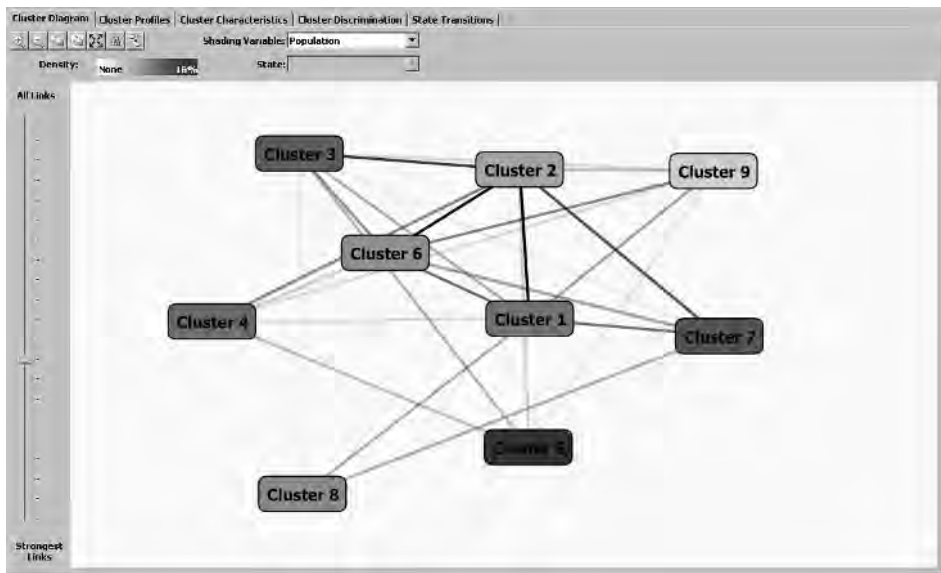 Cluster Diagram | Cluster Profiles | Cluster Characteristics | Cluster Discrimination | State Transitions
Shading Variable: Population
Density: None 16% State:
All Links
Cluster 3
Cluster 2
Cluster 9
Cluster 6
Cluster 4
Cluster 1
Cluster 7
Cluster 8
Strongest
Links